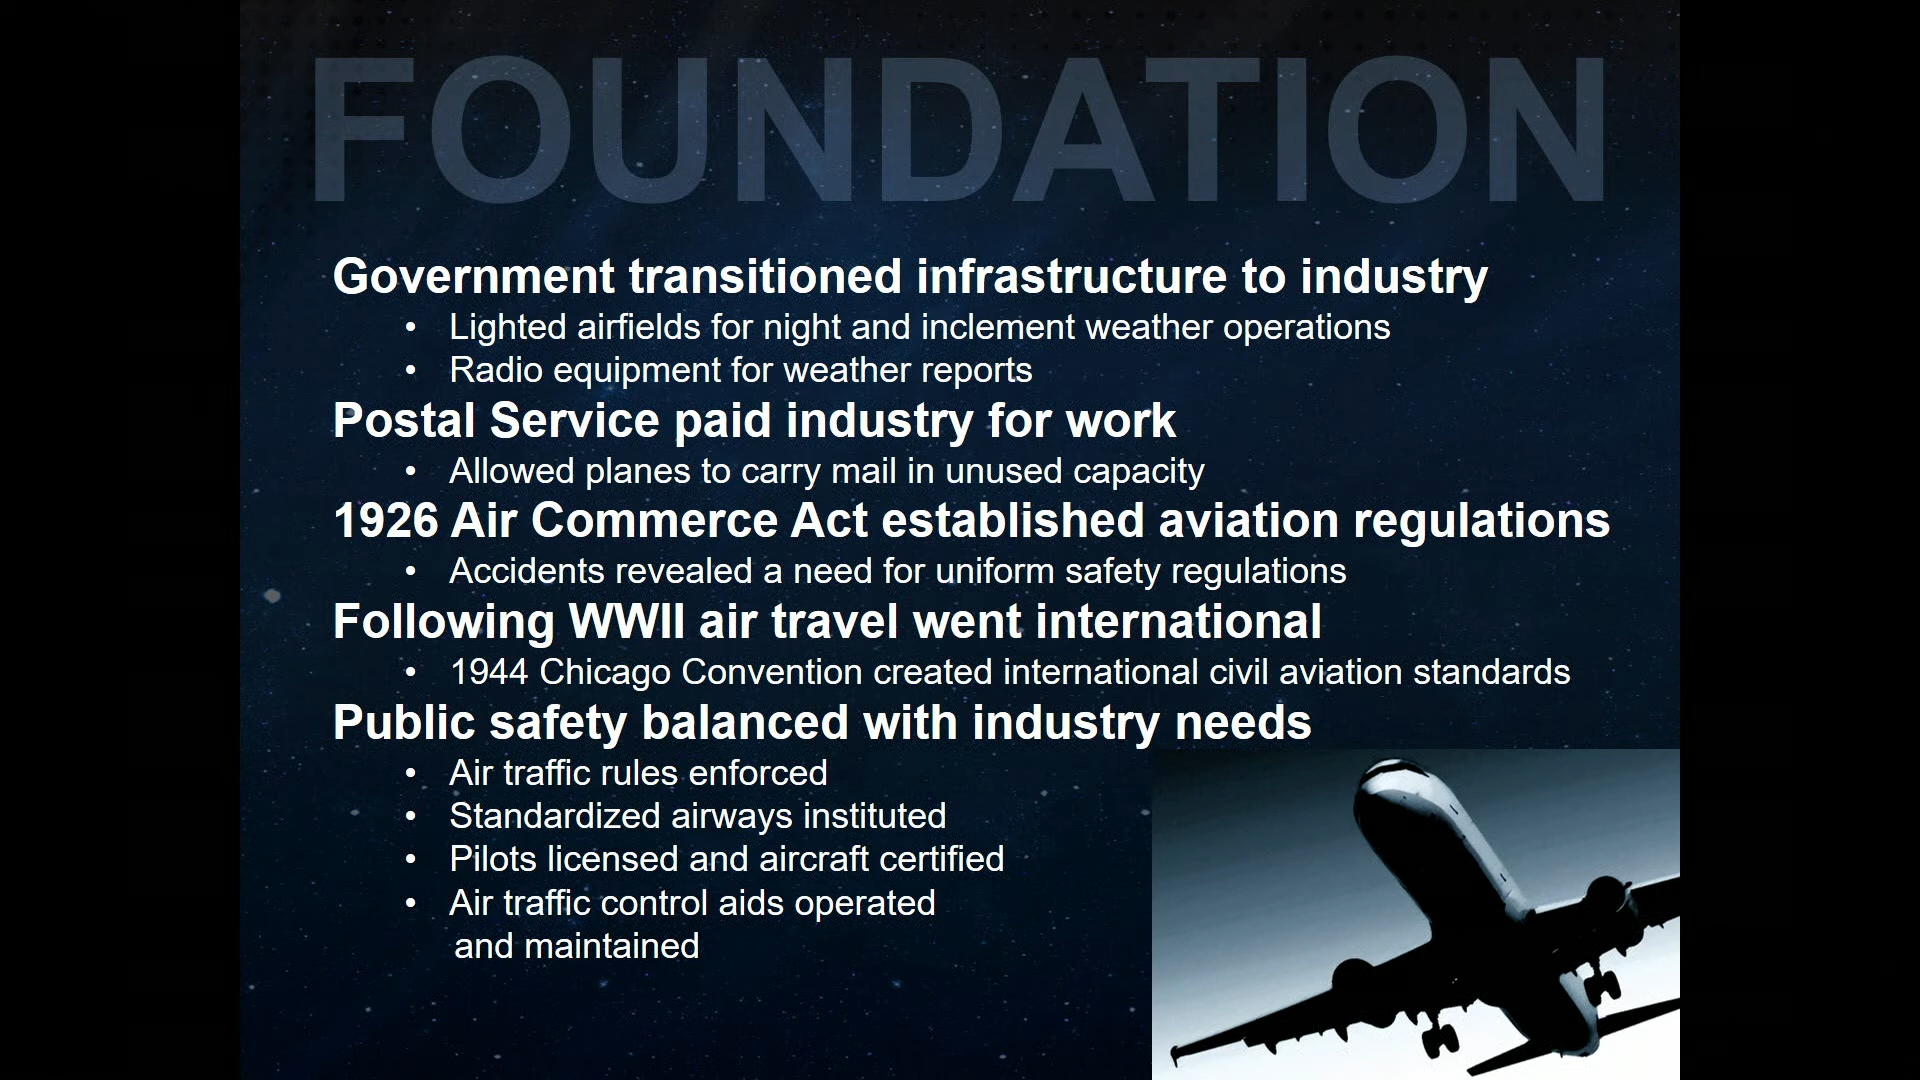 FOUNDATION
Government transitioned infrastructure to industry
• Lighted airfields for night and inclement weather operations
• Radio equipment for weather reports
Postal Service paid industry for work
• Allowed planes to carry mail in unused capacity
1926 Air Commerce Act established aviation regulations
• Accidents revealed a need for uniform safety regulations
Following WWII air travel went international
• 1944 Chicago Convention created international civil aviation standards
Public safety balanced with industry needs
• Air traffic rules enforced
• Standardized airways instituted
• Pilots licensed and aircraft certified
• Air traffic control aids operated
and maintained